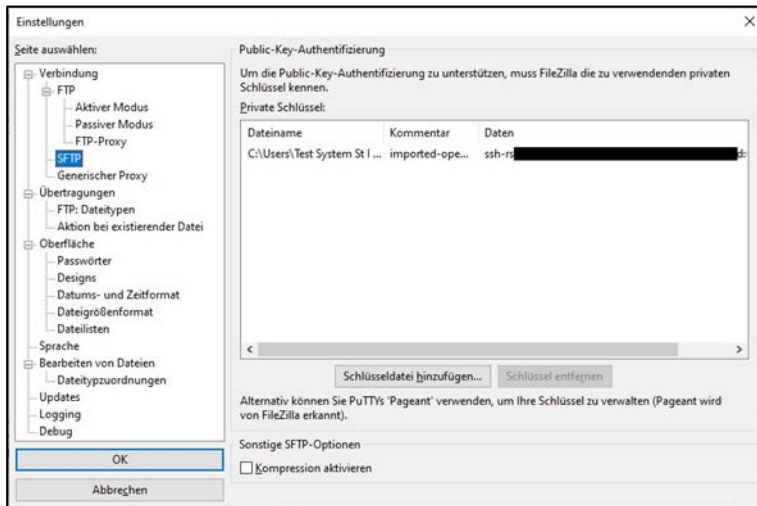 Einstellungen
Seite auswählen:
Verbindung
FTP
Aktiver Modus
Passiver Modus
FTP-Proxy
SFTP
Generischer Proxy
Übertragungen
FTP: Dateitypen
Aktion bei existierender Datei
Oberfläche
Passwörter
Designs
Datums- und Zeitformat
Dateigrößenformat
Dateilisten
Sprache
Bearbeiten von Dateien
Dateitypzuordnungen
Updates
Logging
Debug
OK
Abbrechen
Public-Key-Authentifizierung
Um die Public-Key-Authentifizierung zu unterstützen, muss FileZilla die zu verwendenden privaten
Schlüssel kennen.
Private Schlüssel:
Dateiname Kommentar Daten
C:\Users\Test System St I ... imported-ope... ssh-rs
Schlüsseldatei hinzufügen... Schlüssel entfernen
Alternativ können Sie PuTTYs 'Pageant' verwenden, um Ihre Schlüssel zu verwalten (Pageant wird
von FileZilla erkannt).
Sonstige SFTP-Optionen
Kompression aktivieren